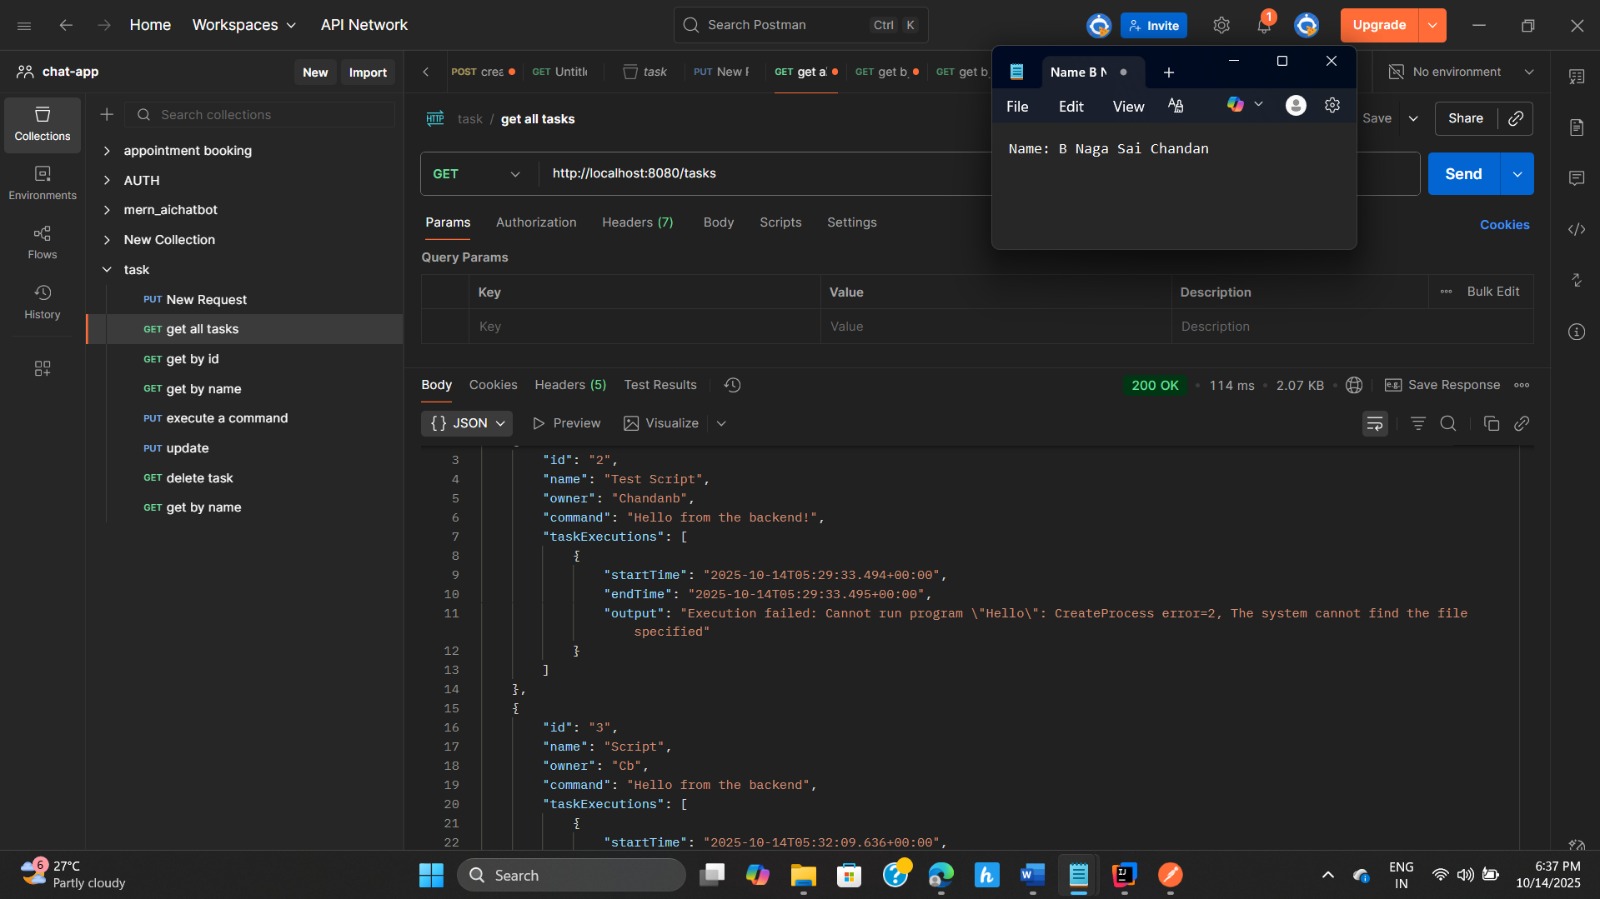 Home
Workspaces
API Network
Search Postman
Ctrl K
Invite
1
Upgrade
chat-app
New
Import
POST crea
GET Untitl
task
PUT New F
GET get a
GET get b
GET get b
No environment
Name B N
File
Edit
View
Name: B Naga Sai Chandan
Collections
Environments
Flows
History
Search collections
appointment booking
AUTH
mern_aichatbot
New Collection
task
PUT New Request
GET get all tasks
GET get by id
GET get by name
PUT execute a command
PUT update
GET delete task
GET get by name
HTTP
task / get all tasks
Save
Share
GET
http://localhost:8080/tasks
Send
Params
Authorization
Headers (7)
Body
Scripts
Settings
Cookies
Query Params
Key
Value
Description
Bulk Edit
Key
Value
Description
Body
Cookies
Headers (5)
Test Results
200 OK
114 ms
2.07 KB
e.g.
Save Response
{} JSON
Preview
Visualize
3 "id": "2",
4 "name": "Test Script",
5 "owner": "Chandanb",
6 "command": "Hello from the backend!",
7 "taskExecutions": [
8 {
9 "startTime": "2025-10-14T05:29:33.494+00:00",
10 "endTime": "2025-10-14T05:29:33.495+00:00",
11 "output": "Execution failed: Cannot run program \"Hello\": CreateProcess error=2, The system cannot find the file
specified"
12 }
13 ]
14 },
15 {
16 "id": "3",
17 "name": "Script",
18 "owner": "Cb",
19 "command": "Hello from the backend",
20 "taskExecutions": [
21 {
22 "startTime": "2025-10-14T05:32:09.636+00:00",
6
27°C
Partly cloudy
Search
ENG
IN
6:37 PM
10/14/2025